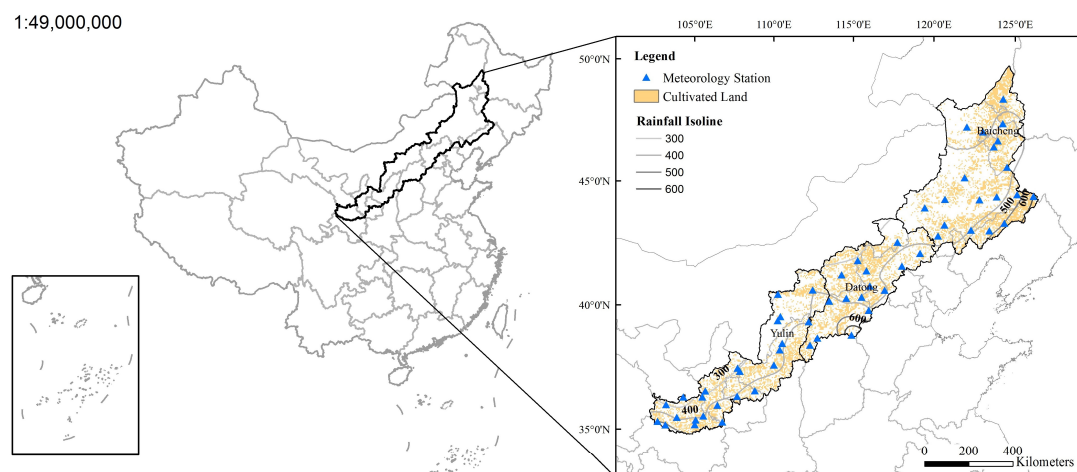 1:49,000,000
105°0'E 110°0'E 115°0'E 120°0'E 125°0'E
50°0'N
45°0'N
40°0'N
35°0'N
Legend
Meteorology Station
Cultivated Land
Rainfall Isoline
300
400
500
600
Baicheng
500
600
Datong
600
Yulin
300
400
0 200 400
Kilometers